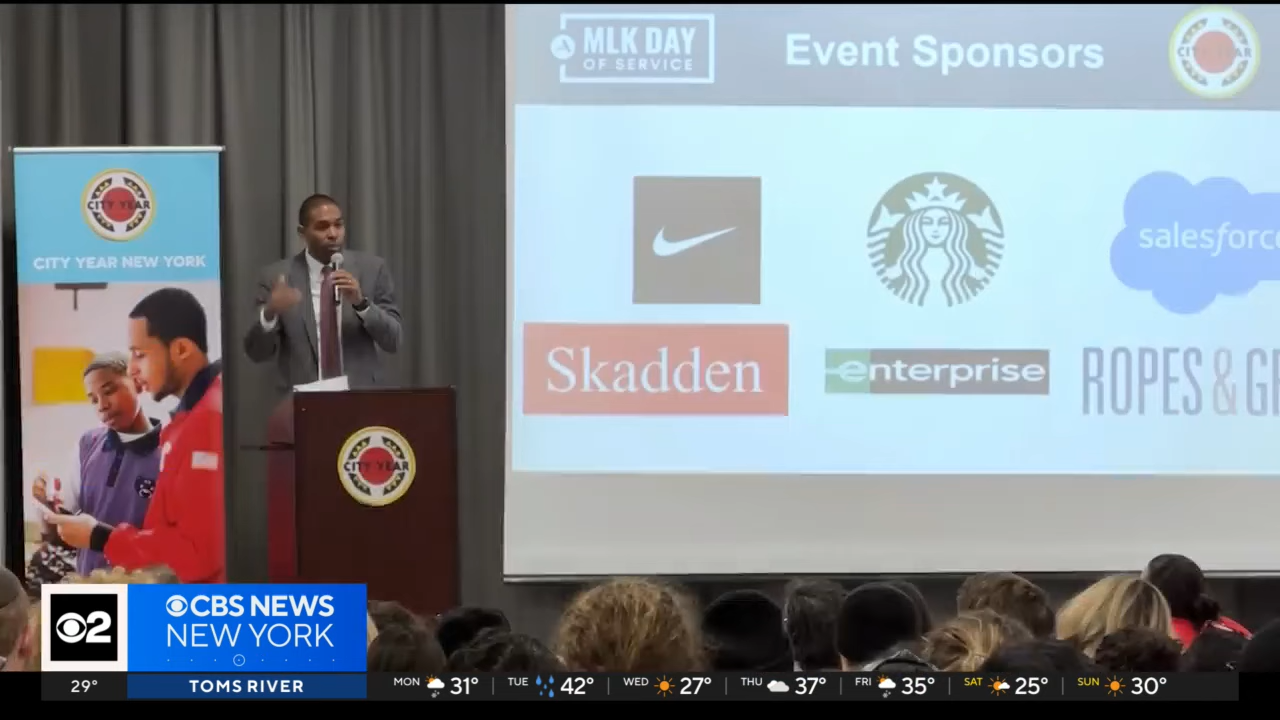 MLK DAY
OF SERVICE
Event Sponsors
CITY YEAR
CITY YEAR
CITY YEAR NEW YORK
salesforce
Skadden
enterprise
ROPES & G
CITY YEAR
2
CBS NEWS
NEW YORK
29° TOMS RIVER MON 31° TUE 42° WED 27° THU 37° FRI 35° SAT 25° SUN 30°